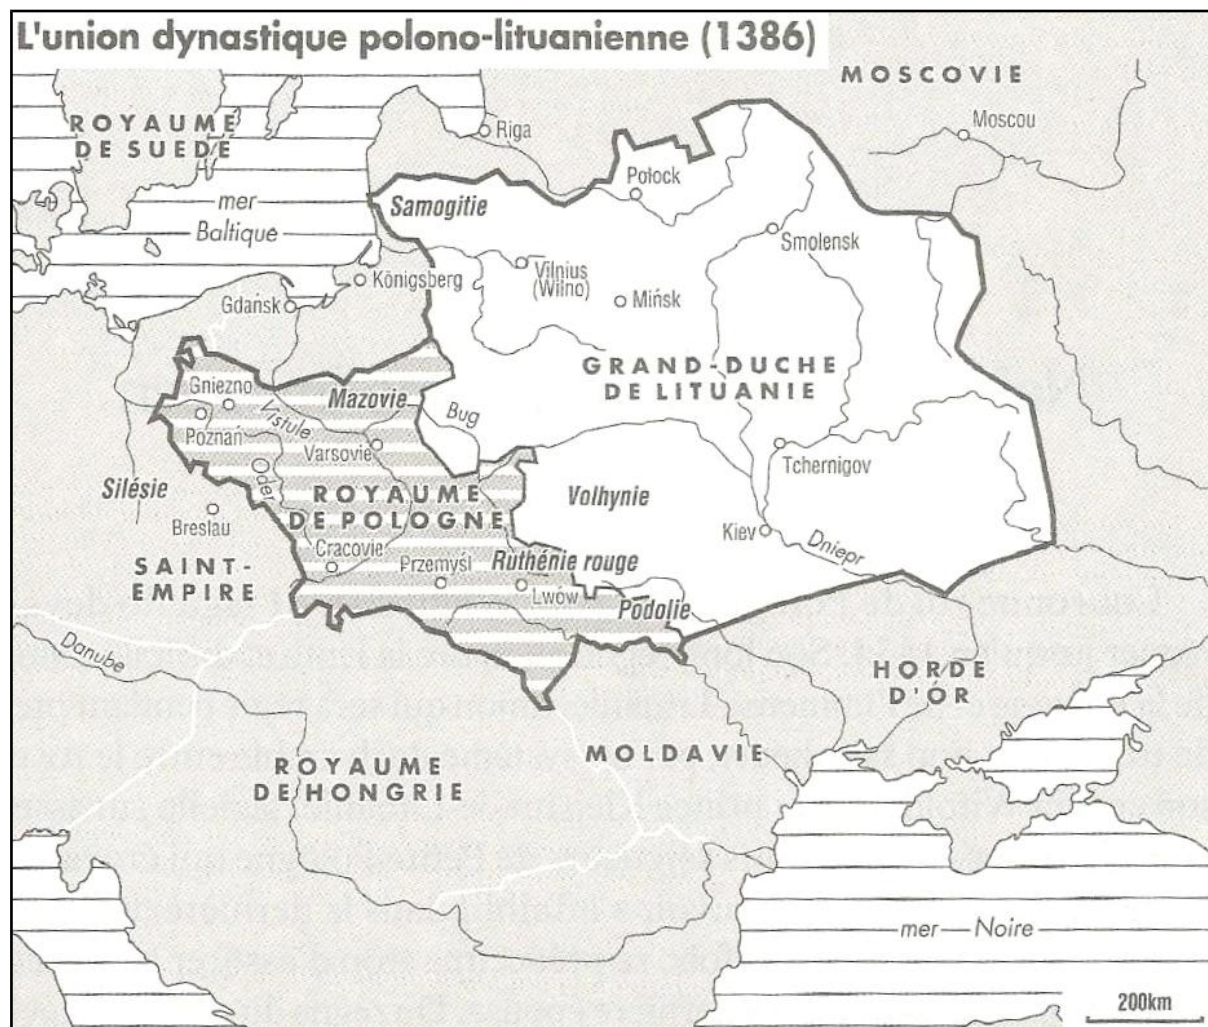 L'union dynastique polono-lituanienne (1386)
MOSCOVIE
ROYAUME
DE SUEDE
Riga
Moscou
Połock
mer
Baltique
Samogitie
Smolensk
Vilnius
(Wilno)
Königsberg
Mińsk
Gdańsk
GRAND-DUCHE
DE LITUANIE
Gniezno
Mazovie
Vistule
Bug
Poznań
Varsovie
Tchernigov
Silésie
Oder
ROYAUME
DE POLOGNE
Volhynie
Breslau
Kiev
Dniepr
Cracovie
Przemyśl
Ruthénie rouge
SAINT-
EMPIRE
Lwów
Podolie
Danube
HORDE
D'ÓR
MOLDAVIE
ROYAUME
DE HONGRIE
mer Noire
200km